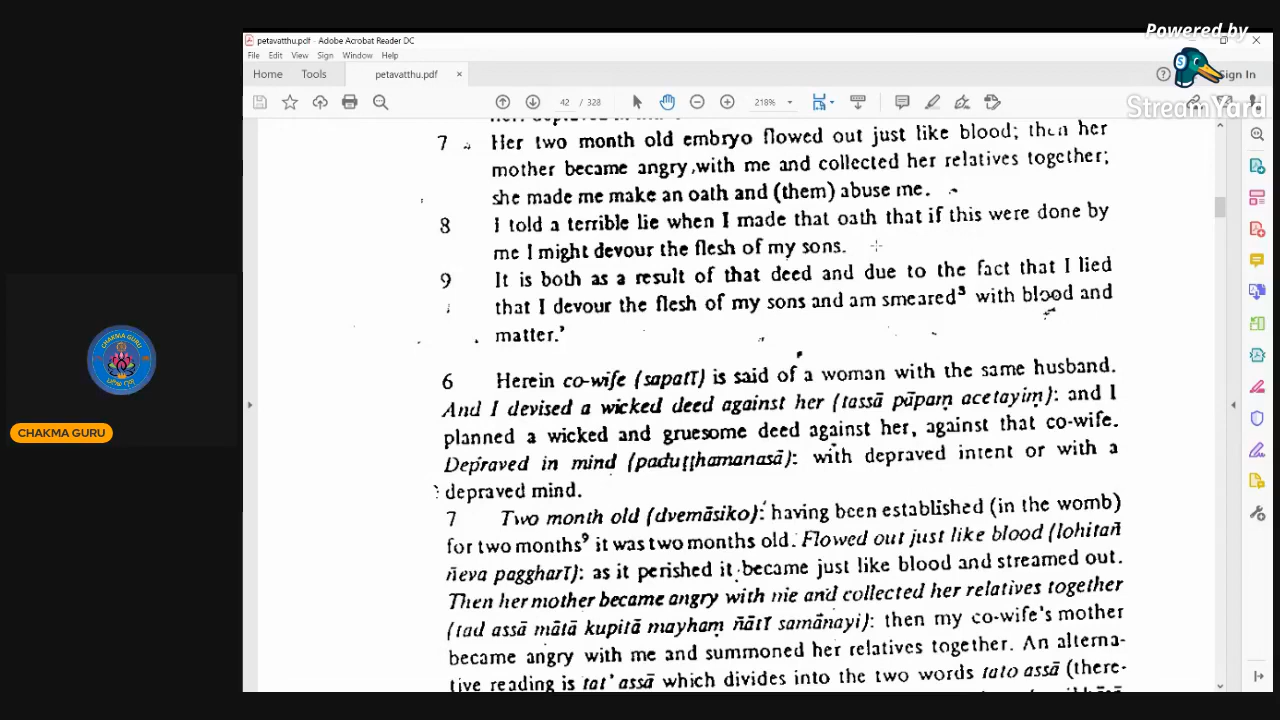 Powered by
StreamYard
petavatthu.pdf - Adobe Acrobat Reader DC
File Edit View Sign Window Help
Home Tools petavatthu.pdf × Sign In
42 / 328 218%
7 Her two month old embryo flowed out just like blood; then her
mother became angry with me and collected her relatives together;
she made me make an oath and (them) abuse me.
8 I told a terrible lie when I made that oath that if this were done by
me I might devour the flesh of my sons.
9 It is both as a result of that deed and due to the fact that I lied
that I devour the flesh of my sons and am smeared³ with blood and
matter.'
6 Herein co-wife (sapatī) is said of a woman with the same husband.
And I devised a wicked deed against her (tassā pāpaṃ acetayiṃ): and I
planned a wicked and gruesome deed against her, against that co-wife.
Depraved in mind (paduṭṭhamanasā): with depraved intent or with a
depraved mind.
7 Two month old (dvemāsiko): having been established (in the womb)
for two months⁹ it was two months old. Flowed out just like blood (lohitañ
ñeva paggharī): as it perished it became just like blood and streamed out.
Then her mother became angry with me and collected her relatives together
(tad assā mātā kupitā mayhaṃ ñātī samānayi): then my co-wife's mother
became angry with me and summoned her relatives together. An alterna-
tive reading is tat' assā which divides into the two words tato assā (there-
CHAKMA GURU
CHAKMA GURU